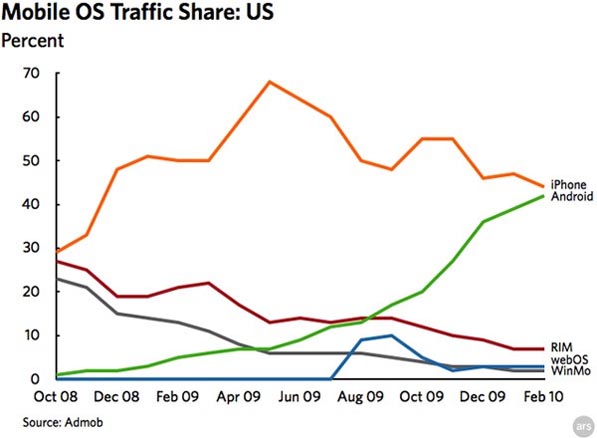 Mobile OS Traffic Share: US
Percent
70
60
50
40
30
20
10
0
iPhone
Android
RIM
webOS
WinMo
Oct 08 Dec 08 Feb 09 Apr 09 Jun 09 Aug 09 Oct 09 Dec 09 Feb 10
Source: Admob
ars